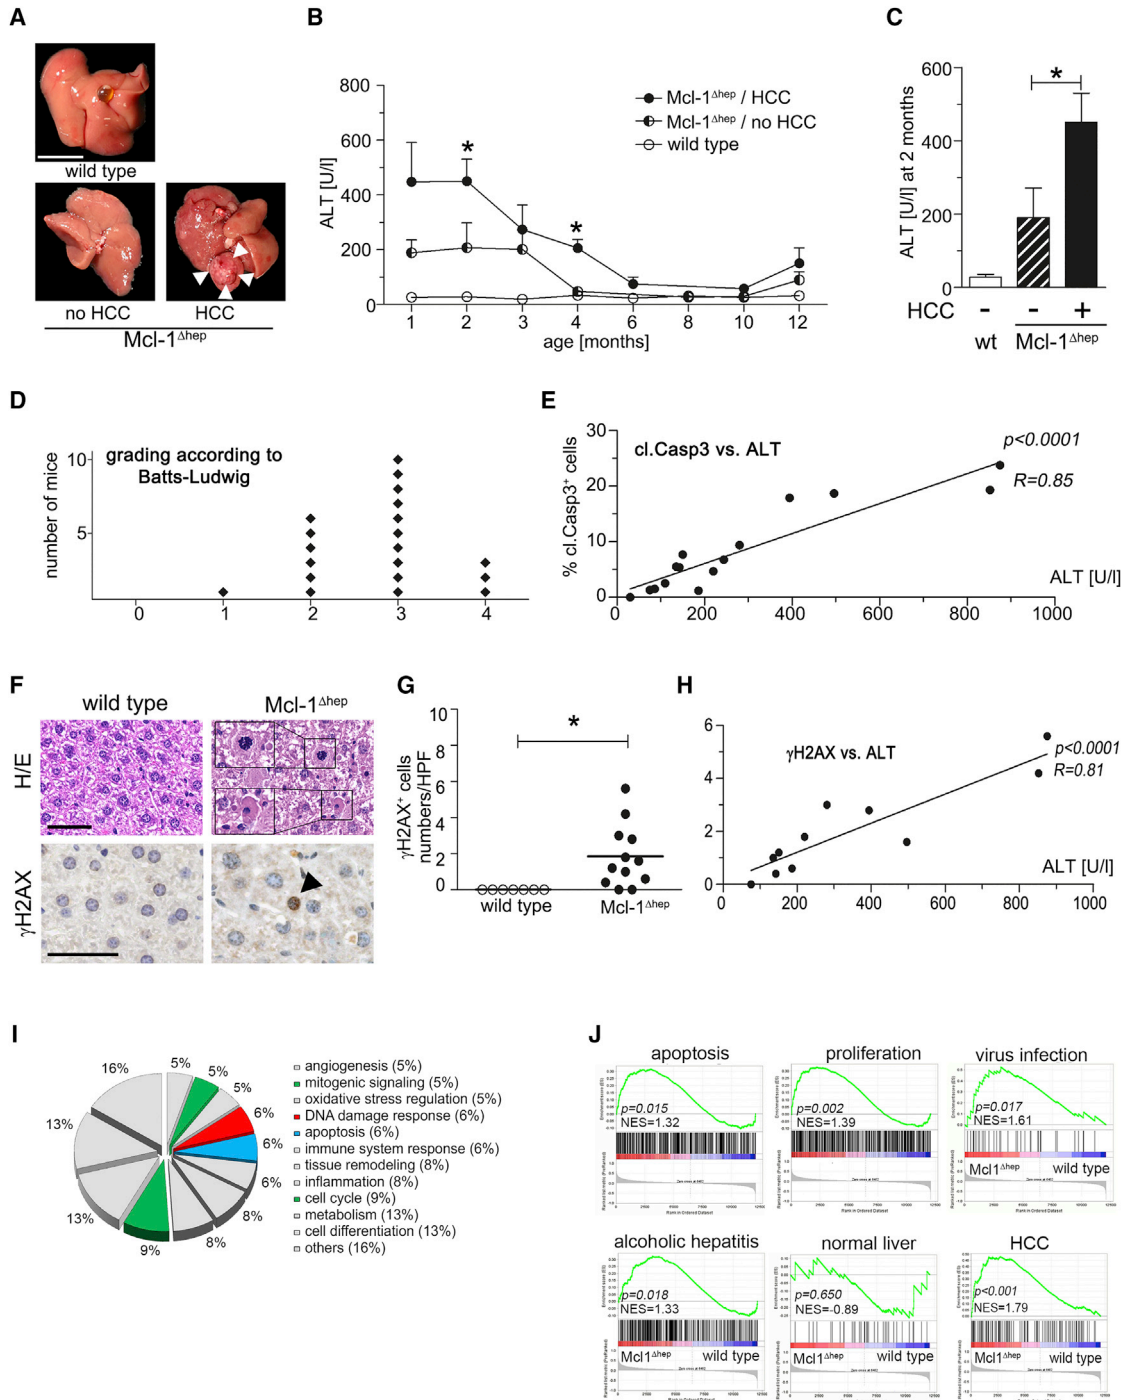 A
wild type
no HCC
HCC
Mcl-1Δhep
B
ALT [U/l]
800
600
400
200
0
1
2
3
4
6
8
10
12
age [months]
*
*
Mcl-1Δhep / HCC
Mcl-1Δhep / no HCC
wild type
C
ALT [U/l] at 2 months
600
400
200
0
*
HCC
-
-
+
wt
Mcl-1Δhep
D
grading according to
Batts-Ludwig
number of mice
10
5
0
1
2
3
4
E
cl.Casp3 vs. ALT
p<0.0001
R=0.85
% cl.Casp3+ cells
30
20
10
0
ALT [U/l]
0
200
400
600
800
1000
F
wild type
Mcl-1Δhep
H/E
γH2AX
G
γH2AX+ cells
numbers/HPF
10
8
6
4
2
0
*
wild type
Mcl-1Δhep
H
γH2AX vs. ALT
p<0.0001
R=0.81
6
4
2
0
ALT [U/l]
0
200
400
600
800
1000
I
16%
5%
5%
5%
6%
6%
6%
8%
8%
9%
13%
13%
angiogenesis (5%)
mitogenic signaling (5%)
oxidative stress regulation (5%)
DNA damage response (6%)
apoptosis (6%)
immune system response (6%)
tissue remodeling (8%)
inflammation (8%)
cell cycle (9%)
metabolism (13%)
cell differentiation (13%)
others (16%)
J
apoptosis
p=0.015
NES=1.32
proliferation
p=0.002
NES=1.39
virus infection
p=0.017
NES=1.61
Mcl1Δhep
wild type
alcoholic hepatitis
p=0.018
NES=1.33
Mcl1Δhep
wild type
normal liver
p=0.650
NES=-0.89
Mcl1Δhep
wild type
HCC
p<0.001
NES=1.79
Mcl1Δhep
wild type